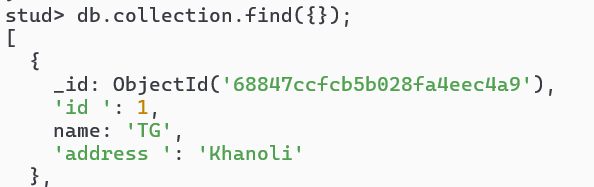 stud> db.collection.find({});
[
  {
    _id: ObjectId('68847ccfcb5b028fa4eec4a9'),
    'id ': 1,
    name: 'TG',
    'address ': 'Khanoli'
  },